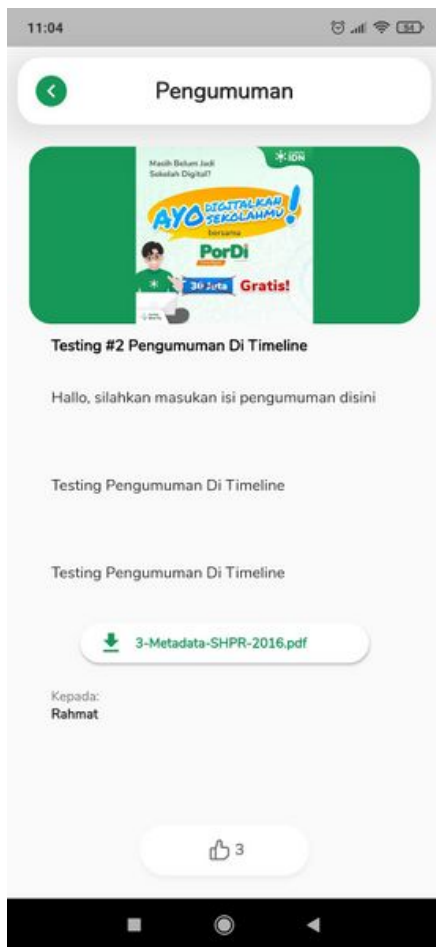 11:04
54
Pengumuman
Masih Belum Jadi
Sekolah Digital?
IDN
AYO DIGITALKAN
SEKOLAHMU!
bersama
PorDi
30 Juta Gratis!
Testing #2 Pengumuman Di Timeline
Hallo, silahkan masukan isi pengumuman disini
Testing Pengumuman Di Timeline
Testing Pengumuman Di Timeline
3-Metadata-SHPR-2016.pdf
Kepada:
Rahmat
3